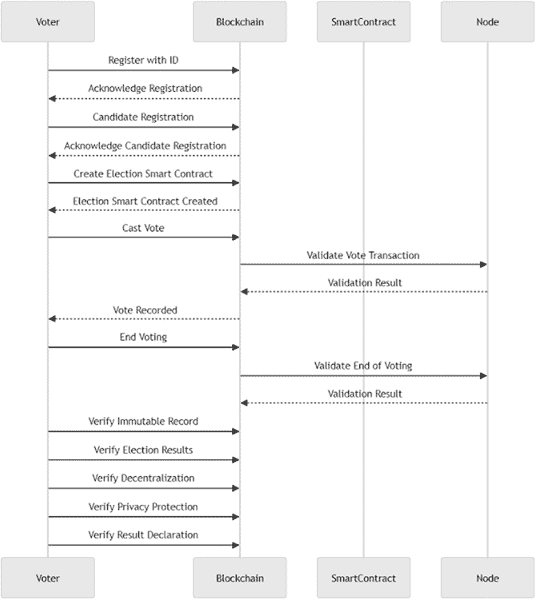 Voter
Blockchain
SmartContract
Node
Register with ID
Acknowledge Registration
Candidate Registration
Acknowledge Candidate Registration
Create Election Smart Contract
Election Smart Contract Created
Cast Vote
Validate Vote Transaction
Validation Result
Vote Recorded
End Voting
Validate End of Voting
Validation Result
Verify Immutable Record
Verify Election Results
Verify Decentralization
Verify Privacy Protection
Verify Result Declaration
Voter
Blockchain
SmartContract
Node